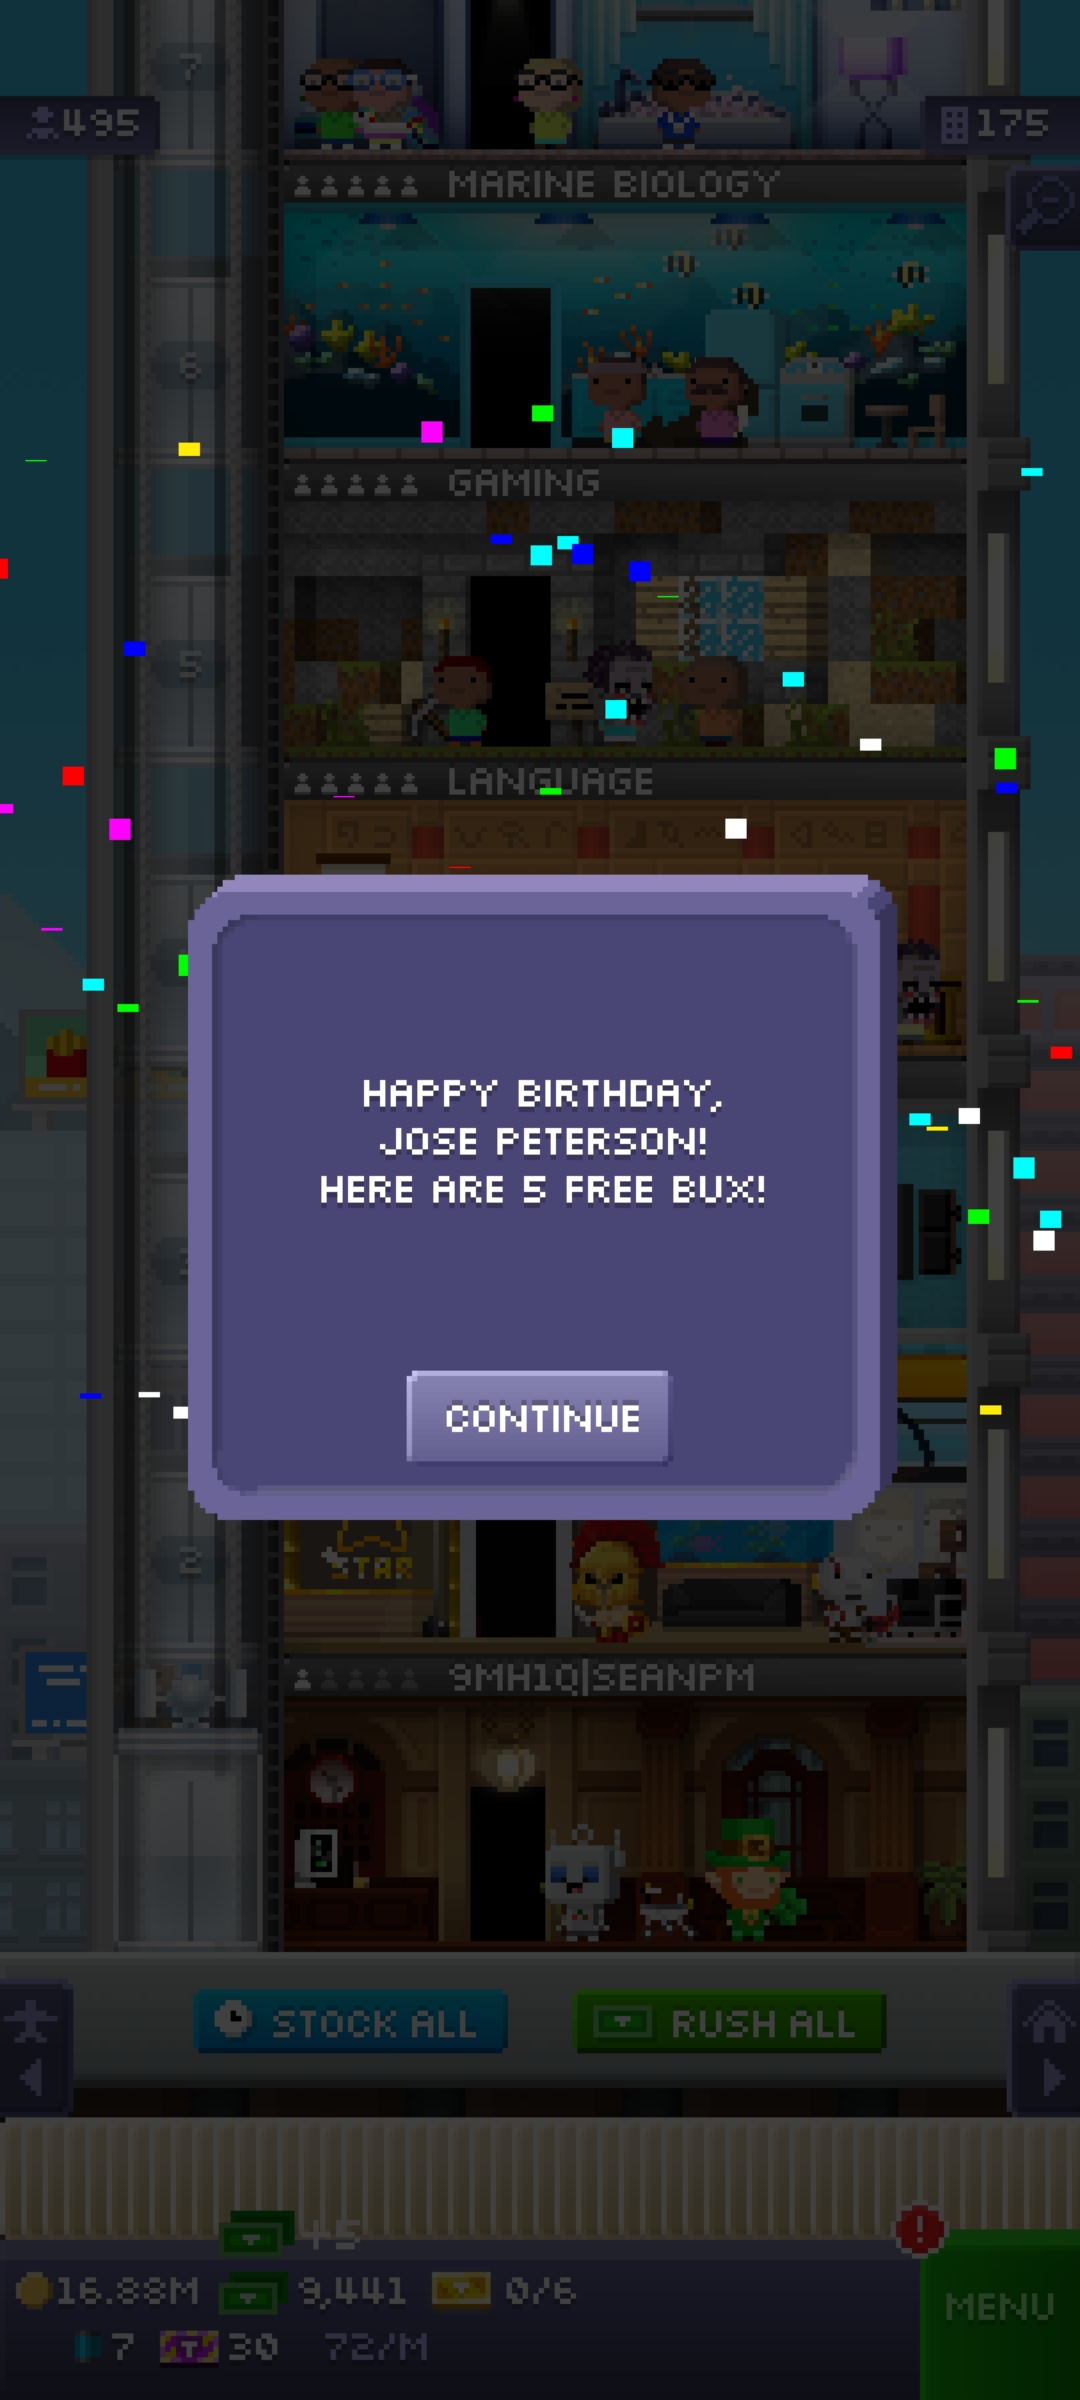 7
495
175
MARINE BIOLOGY
6
GAMING
5
LANGUAGE
HAPPY BIRTHDAY,
JOSE PETERSON!
HERE ARE 5 FREE BUX!
CONTINUE
2
STAR
9MH1Q|SEANPM
STOCK ALL
RUSH ALL
+5
!
16.88M
9,441
0/6
MENU
7
30
72/M